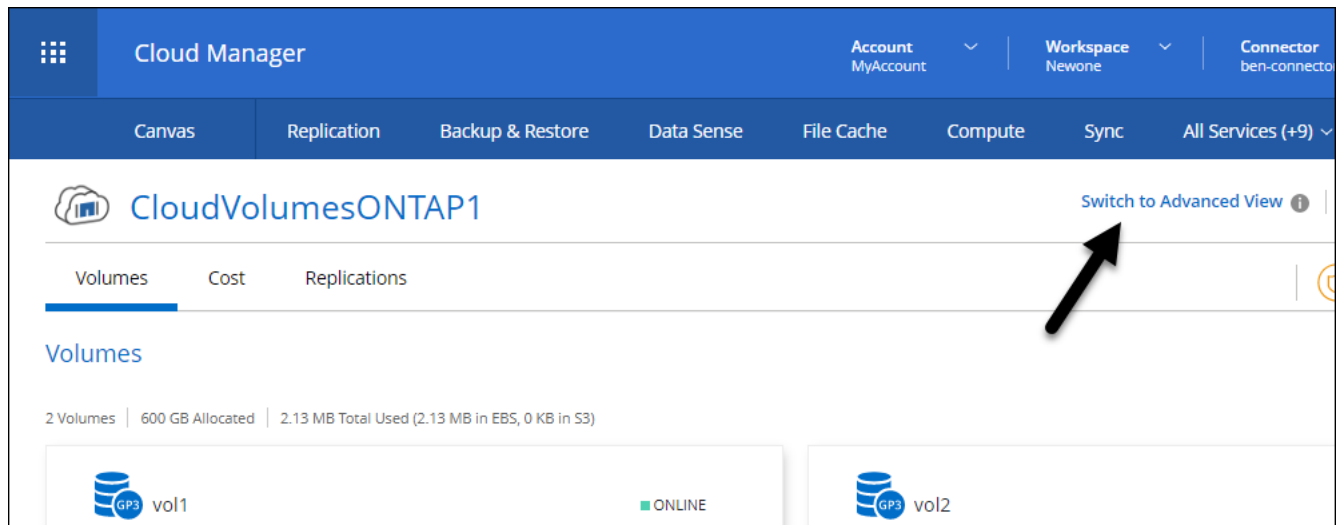 Cloud Manager
Account
MyAccount
Workspace
Newone
Connector
ben-connector
Canvas Replication Backup & Restore Data Sense File Cache Compute Sync All Services (+9)
CloudVolumesONTAP1
Switch to Advanced View
Volumes Cost Replications
Volumes
2 Volumes | 600 GB Allocated | 2.13 MB Total Used (2.13 MB in EBS, 0 KB in S3)
GP3 vol1 ONLINE
GP3 vol2